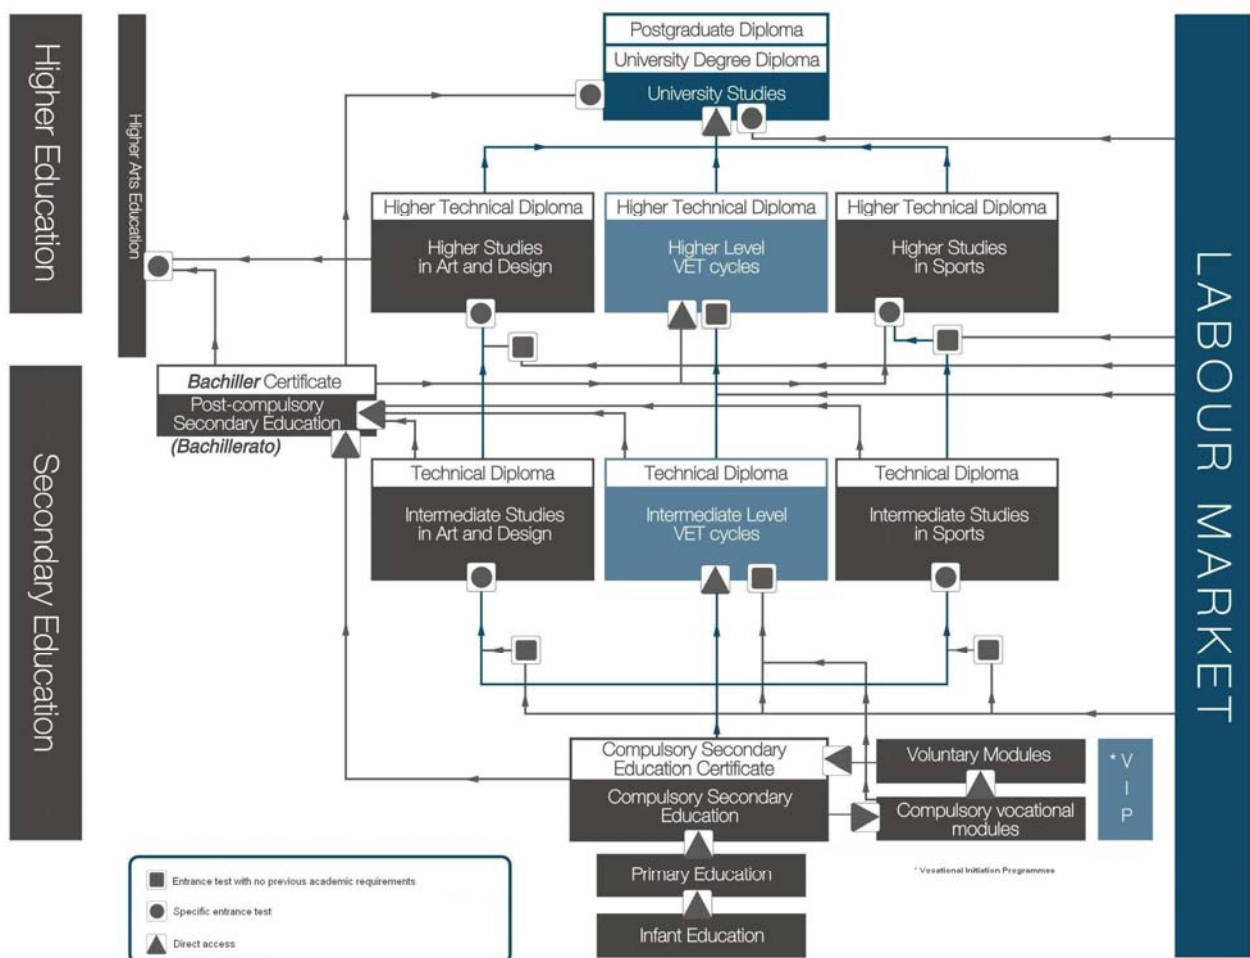 Higher Education
Higher Arts Education
Postgraduate Diploma
University Degree Diploma
University Studies
Higher Technical Diploma
Higher Studies
in Art and Design
Higher Technical Diploma
Higher Level
VET cycles
Higher Technical Diploma
Higher Studies
in Sports
LABOUR MARKET
Bachiller Certificate
Post-compulsory
Secondary Education
(Bachillerato)
Secondary Education
Technical Diploma
Intermediate Studies
in Art and Design
Technical Diploma
Intermediate Level
VET cycles
Technical Diploma
Intermediate Studies
in Sports
Compulsory Secondary
Education Certificate
Compulsory Secondary
Education
Voluntary Modules
Compulsory vocational
modules
* V
I
P
Primary Education
Infant Education
* Vocational Initiation Programmes
Entrance test with no previous academic requirements
Specific entrance test
Direct access